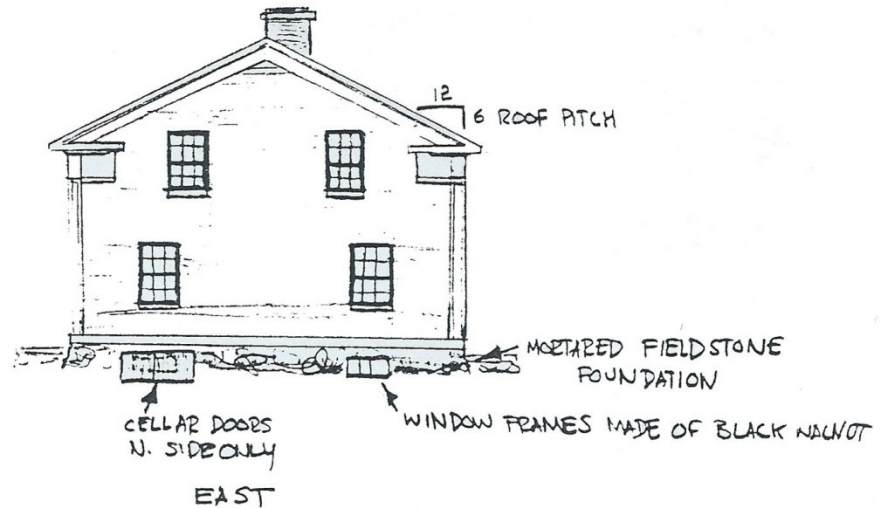 12
6 ROOF PITCH
MORTARED FIELDSTONE
FOUNDATION
CELLAR DOORS
N. SIDE ONLY
WINDOW FRAMES MADE OF BLACK WALNUT
EAST